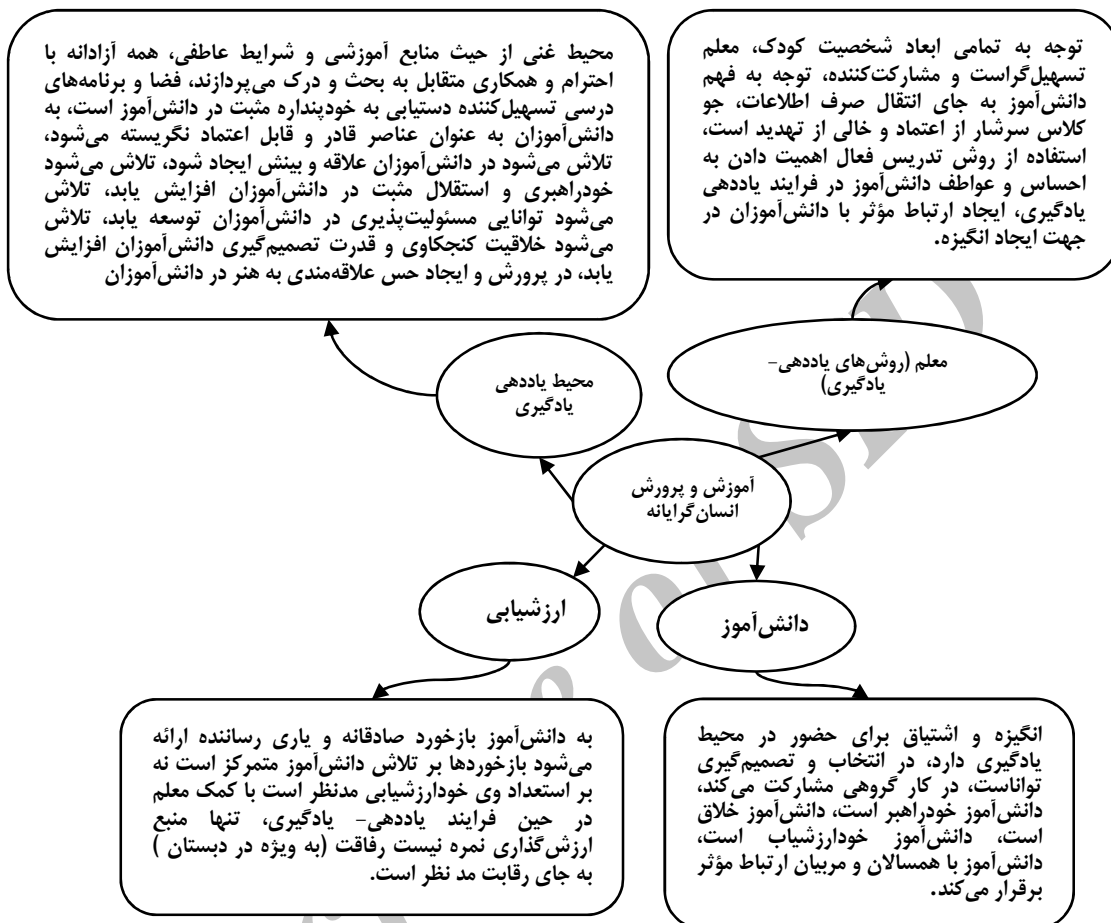 توجه به تمامی ابعاد شخصیت کودک، معلم
تسهیل‌گراست و مشارکت‌کننده، توجه به فهم
دانش‌آموز به جای انتقال صرف اطلاعات، جو
کلاس سرشار از اعتماد و خالی از تهدید است،
استفاده از روش تدریس فعال اهمیت دادن به
احساس و عواطف دانش‌آموز در فرایند یاددهی
یادگیری، ایجاد ارتباط مؤثر با دانش‌آموزان در
جهت ایجاد انگیزه.
محیط غنی از حیث منابع آموزشی و شرایط عاطفی، همه آزادانه با
احترام و همکاری متقابل به بحث و درک می‌پردازند، فضا و برنامه‌های
درسی تسهیل‌کننده دستیابی به خودپنداره مثبت در دانش‌آموز است، به
دانش‌آموزان به عنوان عناصر قادر و قابل اعتماد نگریسته می‌شود،
تلاش می‌شود در دانش‌آموزان علاقه و بینش ایجاد شود، تلاش می‌شود
خودراهبری و استقلال مثبت در دانش‌آموزان افزایش یابد، تلاش
می‌شود توانایی مسئولیت‌پذیری در دانش‌آموزان توسعه یابد، تلاش
می‌شود خلاقیت کنجکاوی و قدرت تصمیم‌گیری دانش‌آموزان افزایش
یابد، در پرورش و ایجاد حس علاقه‌مندی به هنر در دانش‌آموزان
معلم (روش‌های یاددهی–
یادگیری)
محیط یاددهی
یادگیری
آموزش و پرورش
انسان‌گرایانه
دانش‌آموز
ارزشیابی
انگیزه و اشتیاق برای حضور در محیط
یادگیری دارد، در انتخاب و تصمیم‌گیری
تواناست، در کار گروهی مشارکت می‌کند،
دانش‌آموز خودراهبر است، دانش‌آموز خلاق
است، دانش‌آموز خودارزشیاب است،
دانش‌آموز با همسالان و مربیان ارتباط مؤثر
برقرار می‌کند.
به دانش‌آموز بازخورد صادقانه و یاری رساننده ارائه
می‌شود بازخوردها بر تلاش دانش‌آموز متمرکز است نه
بر استعداد وی خودارزشیابی مدنظر است با کمک معلم
در حین فرایند یاددهی– یادگیری، تنها منبع
ارزش‌گذاری نمره نیست رفاقت (به ویژه در دبستان )
به جای رقابت مد نظر است.
of SID